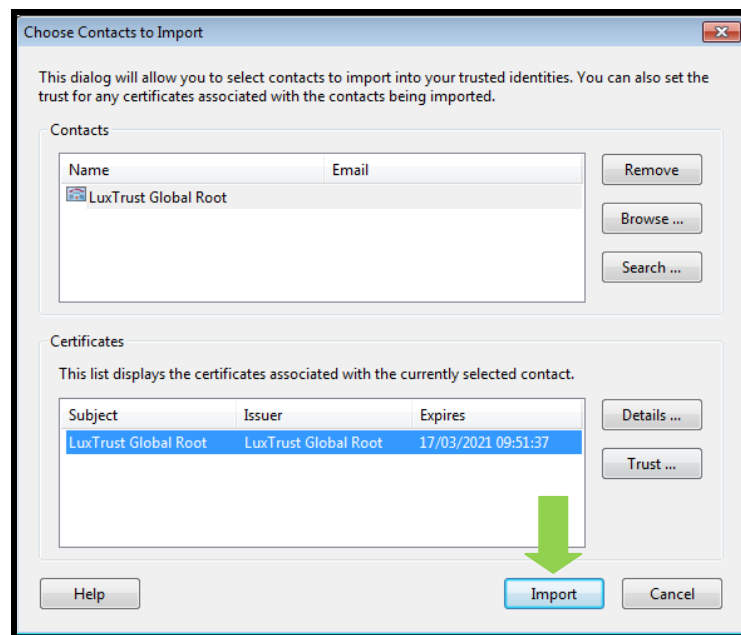 Choose Contacts to Import
This dialog will allow you to select contacts to import into your trusted identities. You can also set the
trust for any certificates associated with the contacts being imported.
Contacts
Name Email
LuxTrust Global Root
Remove
Browse ...
Search ...
Certificates
This list displays the certificates associated with the currently selected contact.
Subject Issuer Expires
LuxTrust Global Root LuxTrust Global Root 17/03/2021 09:51:37
Details ...
Trust ...
Help Import Cancel